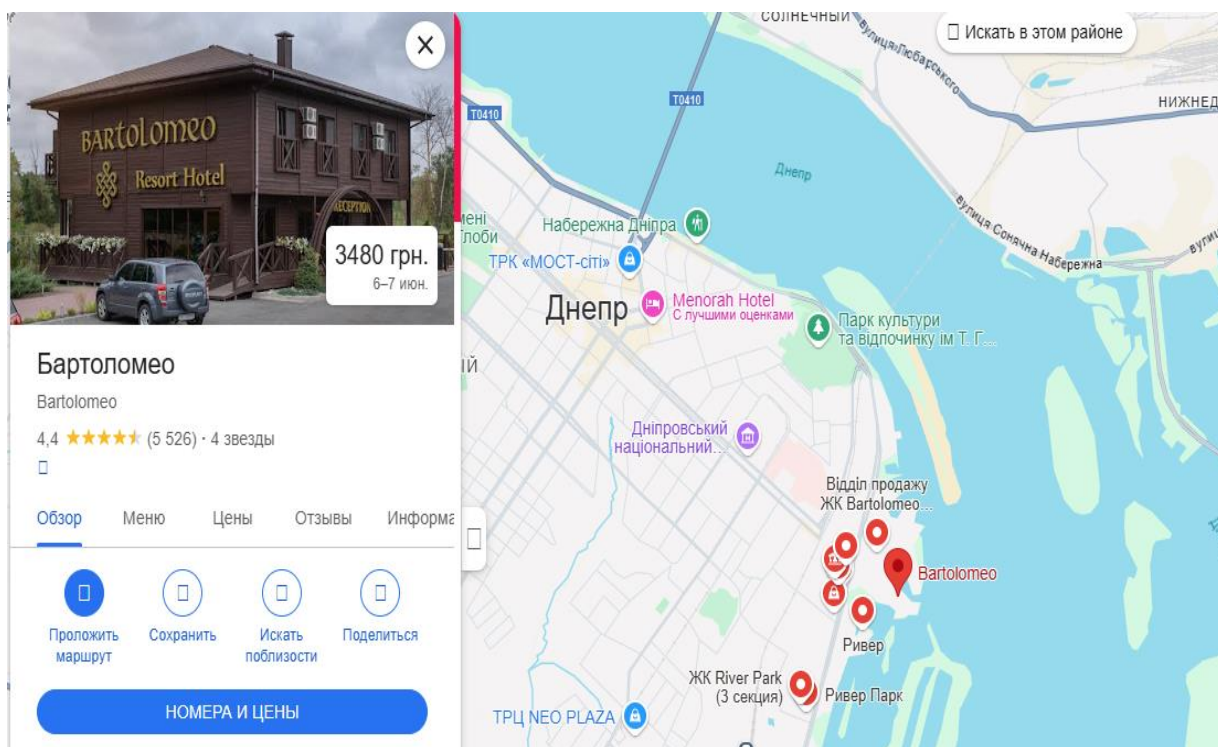 BARTOLOMEO
Resort Hotel
RECEPTION
3480 грн.
6–7 июн.
Бартоломео
Bartolomeo
4,4 (5 526) · 4 звезды
Обзор Меню Цены Отзывы Информа
Проложить маршрут
Сохранить
Искать поблизости
Поделиться
НОМЕРА И ЦЕНЫ
СОЛНЕЧНЫЙ
Искать в этом районе
вулиця Любарського
НИЖНЕД
T0410
T0410
Днепр
вулиця Сонячна Набережна
вулиц
мені
Глоби
Набережна Дніпра
ТРК «МОСТ-сіті»
Днепр
Menorah Hotel
С лучшими оценками
Парк культури
та відпочинку ім Т. Г...
ЫЙ
Дніпровський
національний...
Відділ продажу
ЖК Bartolomeo...
Bartolomeo
Ривер
ЖК River Park
(3 секция)
Ривер Парк
ТРЦ NEO PLAZA